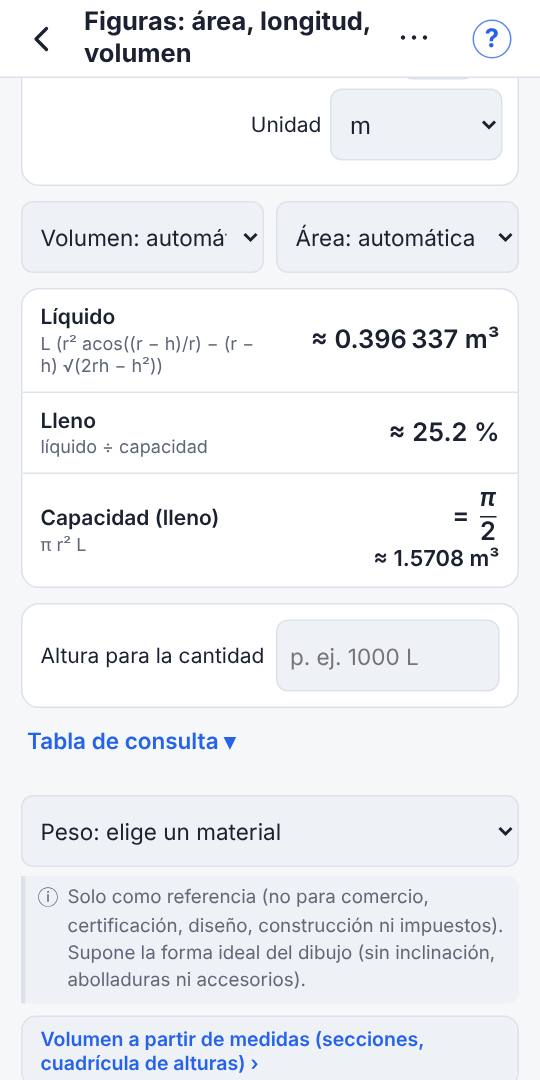 Figuras: área, longitud,
volumen
...
?
Unidad
m
Volumen: automá
Área: automática
Líquido
L (r² acos((r − h)/r) − (r −
h) √(2rh − h²))
≈ 0.396 337 m³
Lleno
líquido ÷ capacidad
≈ 25.2 %
Capacidad (lleno)
π r² L
= π/2
≈ 1.5708 m³
Altura para la cantidad
p. ej. 1000 L
Tabla de consulta ▾
Peso: elige un material
ⓘ Solo como referencia (no para comercio,
certificación, diseño, construcción ni impuestos).
Supone la forma ideal del dibujo (sin inclinación,
abolladuras ni accesorios).
Volumen a partir de medidas (secciones,
cuadrícula de alturas) ›